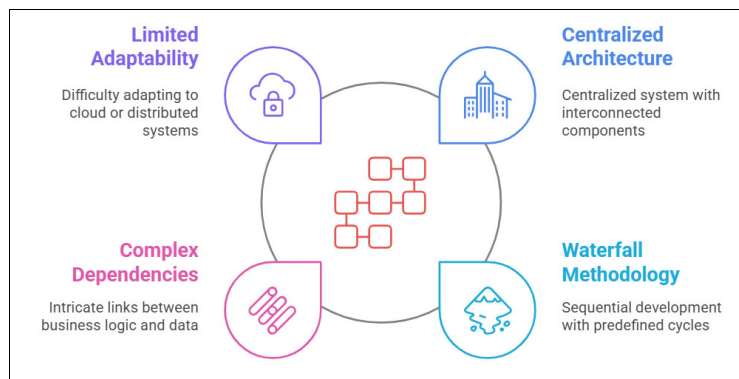 Limited
Adaptability
Difficulty adapting to
cloud or distributed
systems
Centralized
Architecture
Centralized system with
interconnected
components
Complex
Dependencies
Intricate links between
business logic and data
Waterfall
Methodology
Sequential development
with predefined cycles